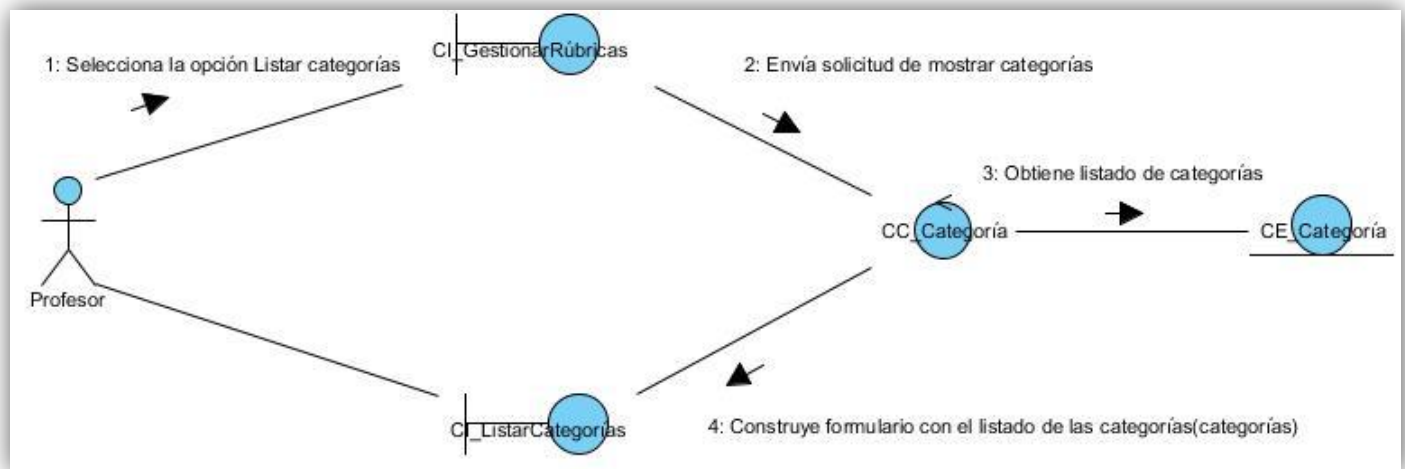 CI_GestionarRúbricas
1: Selecciona la opción Listar categorías
2: Envía solicitud de mostrar categorías
3: Obtiene listado de categorías
CC_Categoría
CE_Categoría
Profesor
CI_ListarCategorías
4: Construye formulario con el listado de las categorías(categorías)